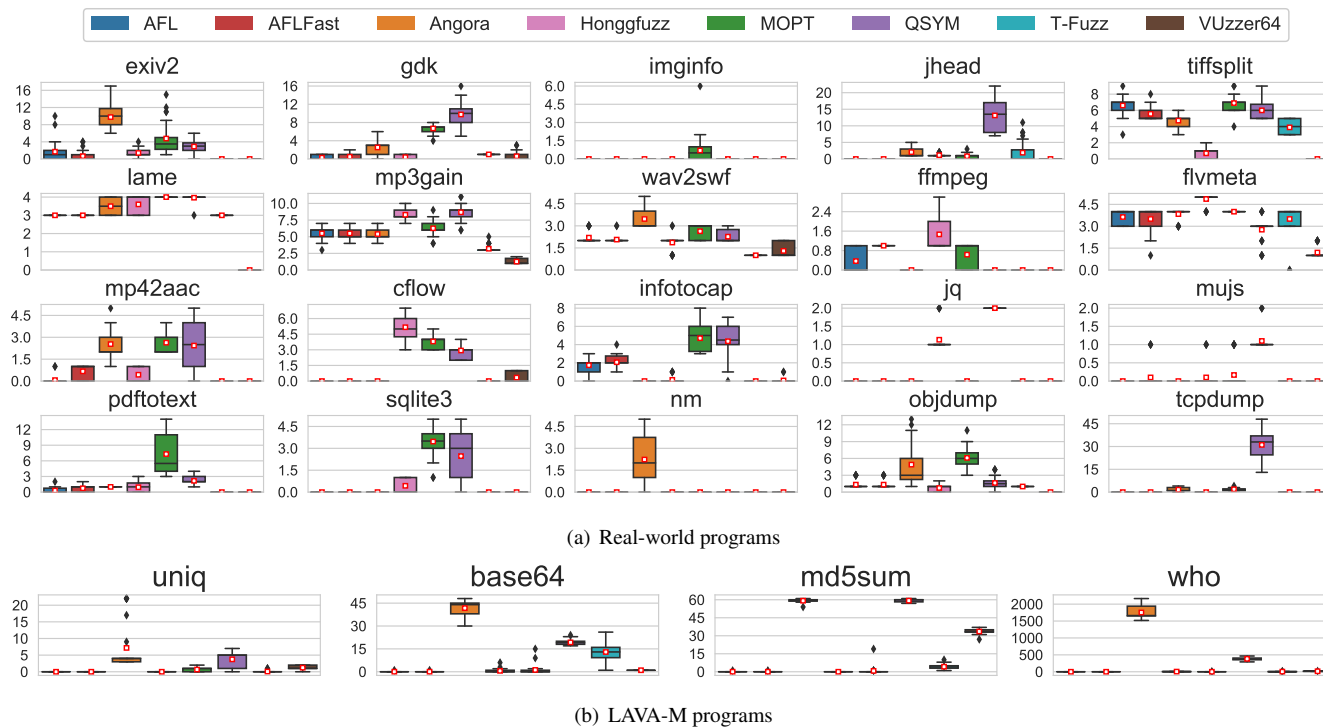 AFL AFLFast Angora Honggfuzz MOPT QSYM T-Fuzz VUzzer64
exiv2 gdk imginfo jhead tiffsplit
16 12 8 4 0
16 12 8 4 0
6.0 4.5 3.0 1.5 0.0
20 15 10 5 0
8 6 4 2 0
lame mp3gain wav2swf ffmpeg flvmeta
4 3 2 1 0
10.0 7.5 5.0 2.5 0.0
5 4 3 2 1 0
2.4 1.6 0.8 0.0
5 4 3 2 1 0
mp42aac cflow infotocap jq mujs
4.5 3.0 1.5 0.0
6.0 4.5 3.0 1.5 0.0
8 6 4 2 0
2.0 1.5 1.0 0.5 0.0
2.0 1.5 1.0 0.5 0.0
pdftotext sqlite3 nm objdump tcpdump
12 9 6 3 0
4.5 3.0 1.5 0.0
4.5 3.0 1.5 0.0
12 8 4 0
45 30 15 0
(a) Real-world programs
uniq base64 md5sum who
20 15 10 5 0
45 30 15 0
60 45 30 15 0
2000 1500 1000 500 0
(b) LAVA-M programs